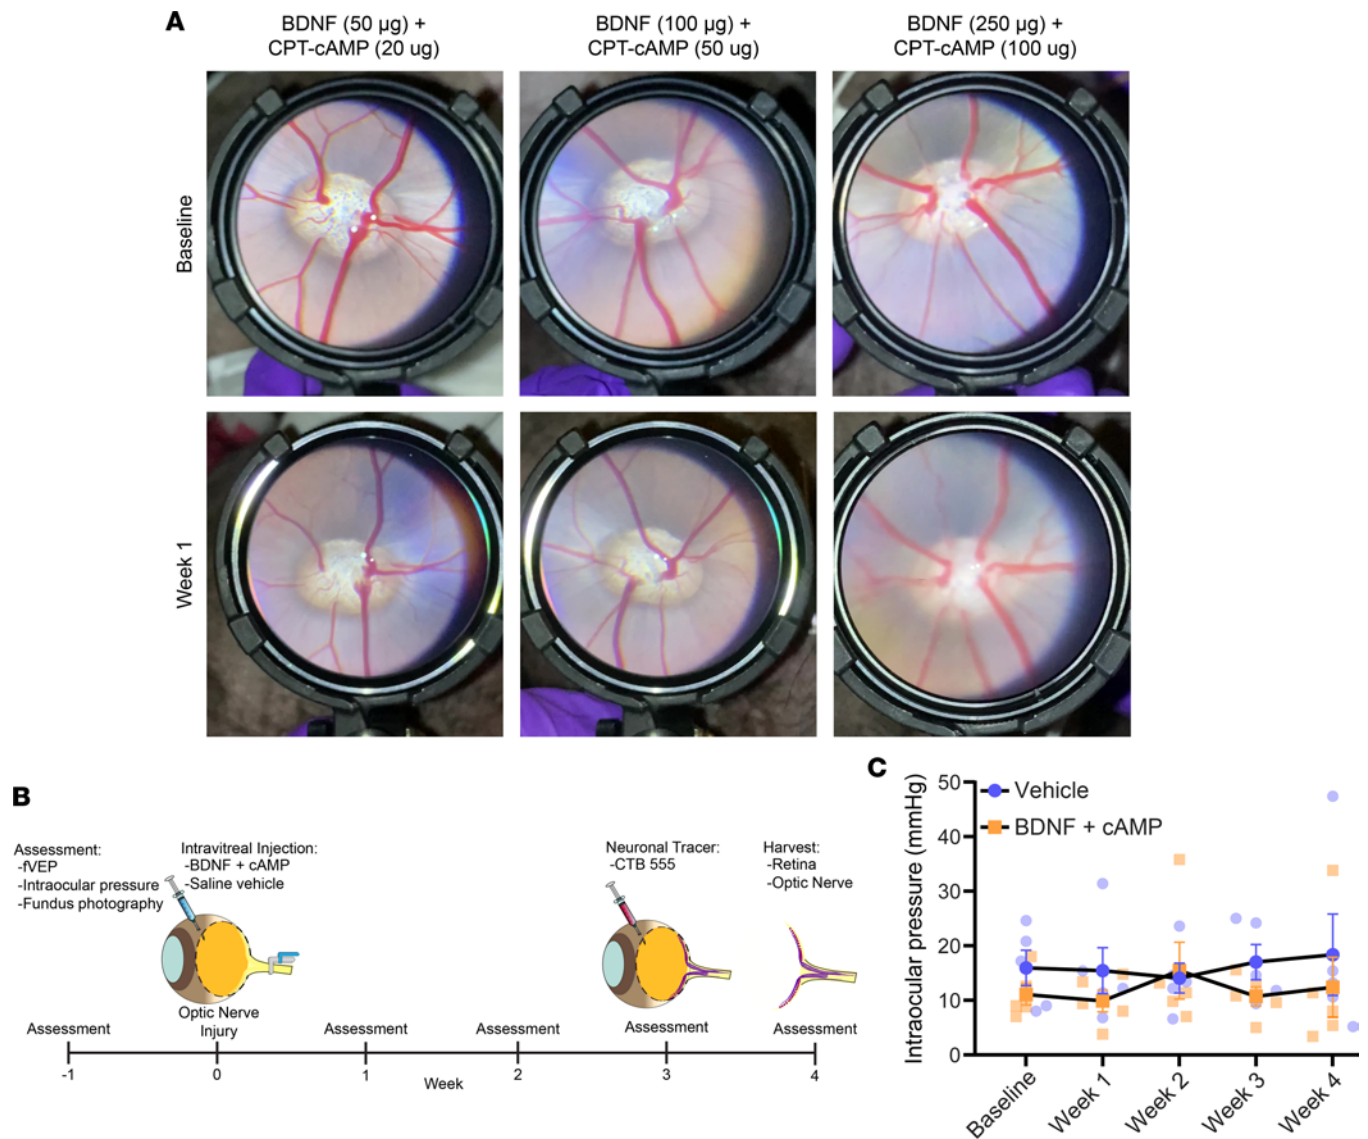 A
BDNF (50 µg) +
CPT-cAMP (20 ug)
BDNF (100 µg) +
CPT-cAMP (50 ug)
BDNF (250 µg) +
CPT-cAMP (100 ug)
Baseline
Week 1
B
Assessment:
-fVEP
-Intraocular pressure
-Fundus photography
Intravitreal Injection:
-BDNF + cAMP
-Saline vehicle
Optic Nerve
Injury
Neuronal Tracer:
-CTB 555
Harvest:
-Retina
-Optic Nerve
Assessment
Assessment
Assessment
Assessment
Assessment
-1
0
1
2
3
4
Week
C
Intraocular pressure (mmHg)
50
40
30
20
10
0
Vehicle
BDNF + cAMP
Baseline
Week 1
Week 2
Week 3
Week 4